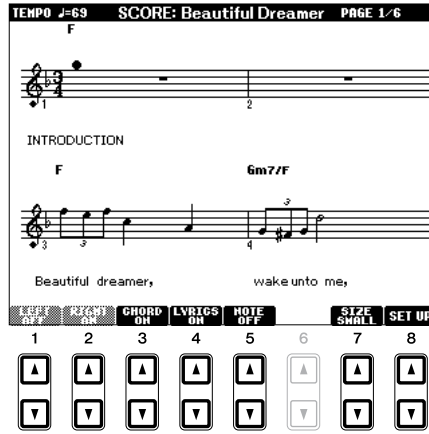 TEMPO ♩=69 SCORE: Beautiful Dreamer PAGE 1/6
F
3
4
1 2
INTRODUCTION
F Gm7/F
3
3 3 4
Beautiful dreamer, wake unto me,
LEFT OFF RIGHT ON CHORD ON LYRICS ON NOTE OFF SIZE SMALL SET UP
1 2 3 4 5 6 7 8